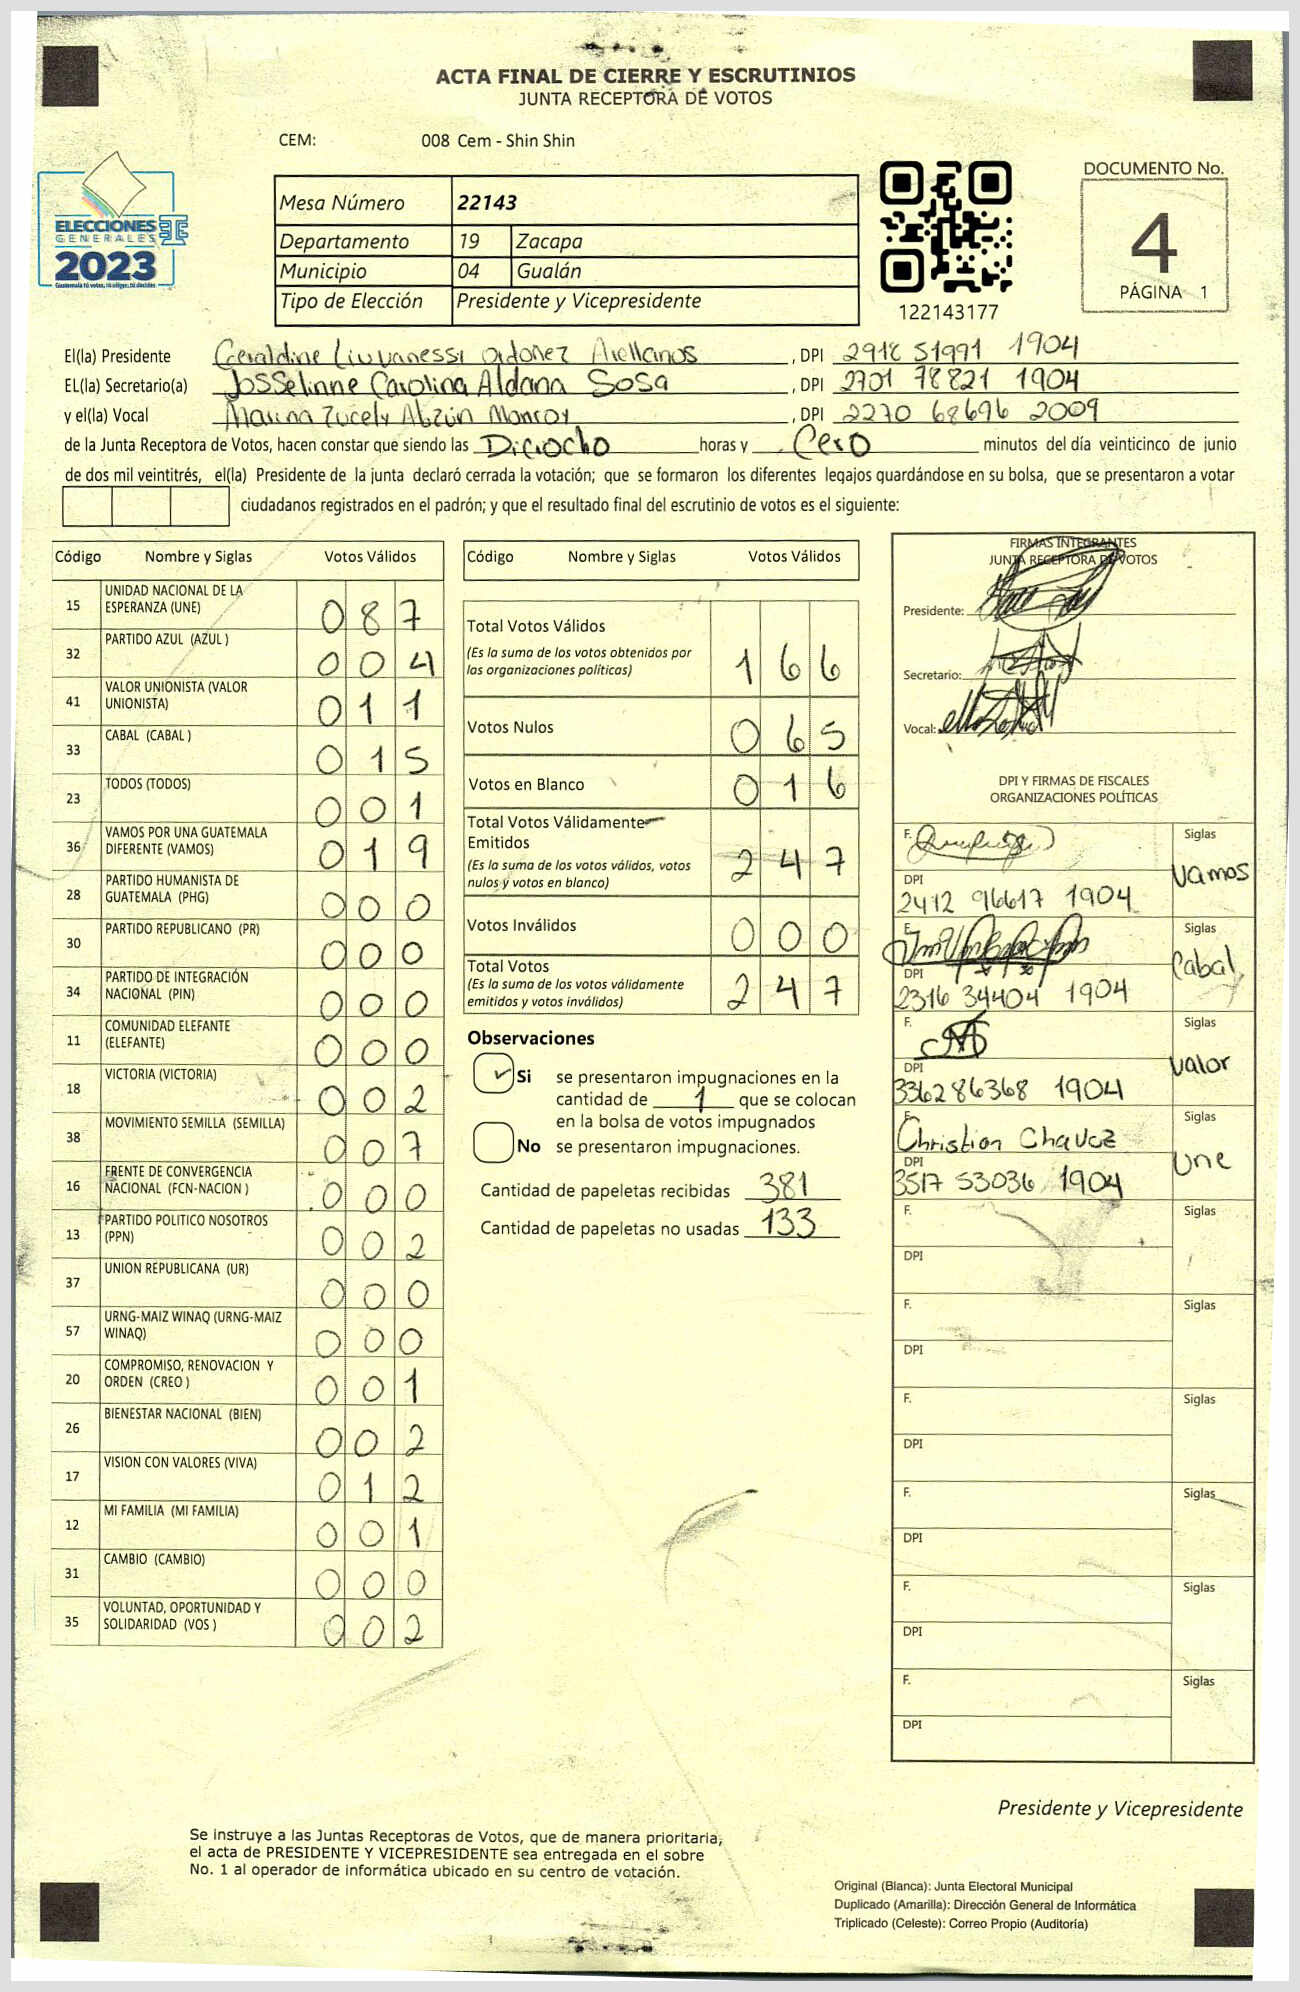 ACTA FINAL DE CIERRE Y ESCRUTINIOS
JUNTA RECEPTORA DE VOTOS
CEM: 008 Cem - Shin Shin
ELECCIONES
GENERALES
2023
Guatemala tú votas, tú eliges, tú decides
Mesa Número 22143
Departamento 19 Zacapa
Municipio 04 Gualán
Tipo de Elección Presidente y Vicepresidente
122143177
DOCUMENTO No.
4
PÁGINA 1
El(la) Presidente Geraldine Ordoñez Arellanos , DPI 2918 51991 1904
EL(la) Secretario(a) Josselinne Carolina Aldana Sosa , DPI 2701 78821 1904
y el(la) Vocal Marina Monroy , DPI 2270 68696 2009
de la Junta Receptora de Votos, hacen constar que siendo las Dieciocho horas y Cero minutos del día veinticinco de junio
de dos mil veintitrés, el(la) Presidente de la junta declaró cerrada la votación; que se formaron los diferentes legajos guardándose en su bolsa, que se presentaron a votar
ciudadanos registrados en el padrón; y que el resultado final del escrutinio de votos es el siguiente:
Código Nombre y Siglas Votos Válidos
15 UNIDAD NACIONAL DE LA ESPERANZA (UNE) 0 8 7
32 PARTIDO AZUL (AZUL ) 0 0 4
41 VALOR UNIONISTA (VALOR UNIONISTA) 0 1 1
33 CABAL (CABAL ) 0 1 5
23 TODOS (TODOS) 0 0 1
36 VAMOS POR UNA GUATEMALA DIFERENTE (VAMOS) 0 1 9
28 PARTIDO HUMANISTA DE GUATEMALA (PHG) 0 0 0
30 PARTIDO REPUBLICANO (PR) 0 0 0
34 PARTIDO DE INTEGRACIÓN NACIONAL (PIN) 0 0 0
11 COMUNIDAD ELEFANTE (ELEFANTE) 0 0 0
18 VICTORIA (VICTORIA) 0 0 2
38 MOVIMIENTO SEMILLA (SEMILLA) 0 0 7
16 FRENTE DE CONVERGENCIA NACIONAL (FCN-NACION ) 0 0 0
13 PARTIDO POLITICO NOSOTROS (PPN) 0 0 2
37 UNION REPUBLICANA (UR) 0 0 0
57 URNG-MAIZ WINAQ (URNG-MAIZ WINAQ) 0 0 0
20 COMPROMISO, RENOVACION Y ORDEN (CREO ) 0 0 1
26 BIENESTAR NACIONAL (BIEN) 0 0 2
17 VISION CON VALORES (VIVA) 0 1 2
12 MI FAMILIA (MI FAMILIA) 0 0 1
31 CAMBIO (CAMBIO) 0 0 0
35 VOLUNTAD, OPORTUNIDAD Y SOLIDARIDAD (VOS ) 0 0 2
Código Nombre y Siglas Votos Válidos
Total Votos Válidos
(Es la suma de los votos obtenidos por
las organizaciones políticas) 1 6 6
Votos Nulos 0 6 5
Votos en Blanco 0 1 6
Total Votos Válidamente
Emitidos
(Es la suma de los votos válidos, votos
nulos y votos en blanco) 2 4 7
Votos Inválidos 0 0 0
Total Votos
(Es la suma de los votos válidamente
emitidos y votos inválidos) 2 4 7
Observaciones
Si se presentaron impugnaciones en la
cantidad de 1 que se colocan
en la bolsa de votos impugnados
No se presentaron impugnaciones.
Cantidad de papeletas recibidas 381
Cantidad de papeletas no usadas 133
FIRMAS INTEGRANTES
JUNTA RECEPTORA DE VOTOS
Presidente:
Secretario:
Vocal:
DPI Y FIRMAS DE FISCALES
ORGANIZACIONES POLÍTICAS
F. Siglas
Vamos
DPI
2412 96617 1904
F. Siglas
Cabal
DPI
2316 34404 1904
F. Siglas
Valor
DPI
3362 86368 1904
F. Siglas
Christian Chavez
Une
DPI
3517 53036 1904
F. Siglas
DPI
F. Siglas
DPI
F. Siglas
DPI
F. Siglas
DPI
F. Siglas
DPI
F. Siglas
DPI
Presidente y Vicepresidente
Se instruye a las Juntas Receptoras de Votos, que de manera prioritaria,
el acta de PRESIDENTE Y VICEPRESIDENTE sea entregada en el sobre
No. 1 al operador de informática ubicado en su centro de votación.
Original (Blanca): Junta Electoral Municipal
Duplicado (Amarilla): Dirección General de Informática
Triplicado (Celeste): Correo Propio (Auditoría)